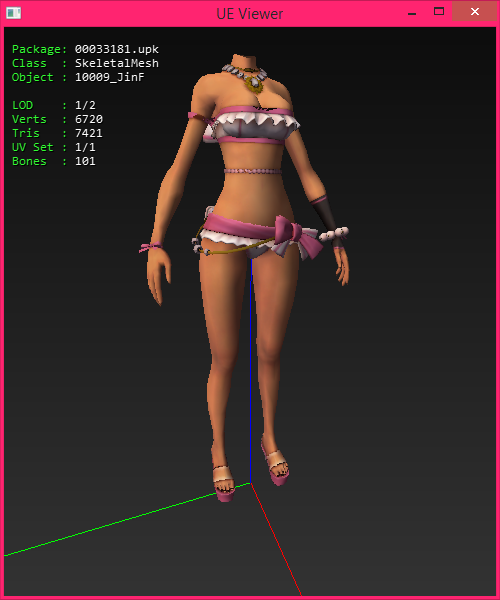 UE Viewer
Package: 00033181.upk
Class  : SkeletalMesh
Object : 10009_JinF
LOD    : 1/2
Verts  : 6720
Tris   : 7421
UV Set : 1/1
Bones  : 101